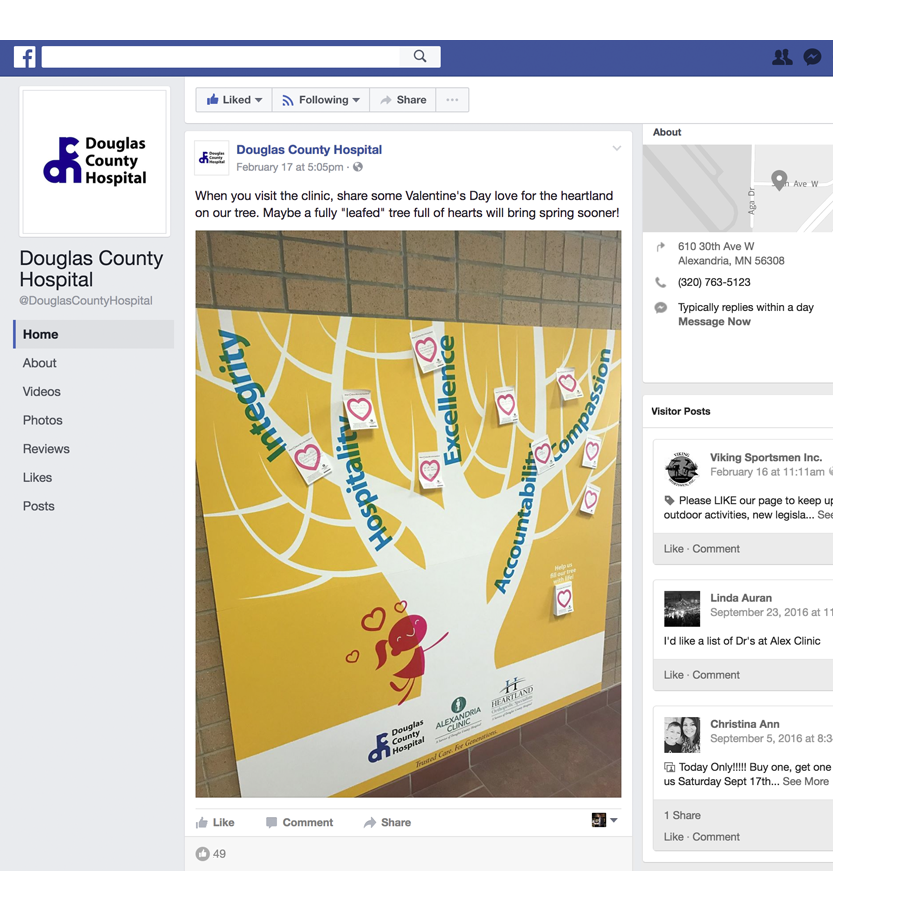 Douglas
County
Hospital
Douglas County
Hospital
@DouglasCountyHospital
Home
About
Videos
Photos
Reviews
Likes
Posts
Liked
Following
Share
Douglas County Hospital
February 17 at 5:05pm ·
When you visit the clinic, share some Valentine's Day love for the heartland
on our tree. Maybe a fully "leafed" tree full of hearts will bring spring sooner!
Integrity
Hospitality
Excellence
Accountability
Compassion
Help us
fill our tree
with life!
Douglas
County
Hospital
ALEXANDRIA
CLINIC
HEARTLAND
Orthopedic Specialists
Trusted Care. For Generations.
Like
Comment
Share
49
About
Aga Dr
h Ave W
610 30th Ave W
Alexandria, MN 56308
(320) 763-5123
Typically replies within a day
Message Now
Visitor Posts
VIKING
Viking Sportsmen Inc.
February 16 at 11:11am
Please LIKE our page to keep up
outdoor activities, new legisla... See
Like · Comment
Linda Auran
September 23, 2016 at 11
I'd like a list of Dr's at Alex Clinic
Like · Comment
Christina Ann
September 5, 2016 at 8:3
Today Only!!!!! Buy one, get one
us Saturday Sept 17th... See More
1 Share
Like · Comment